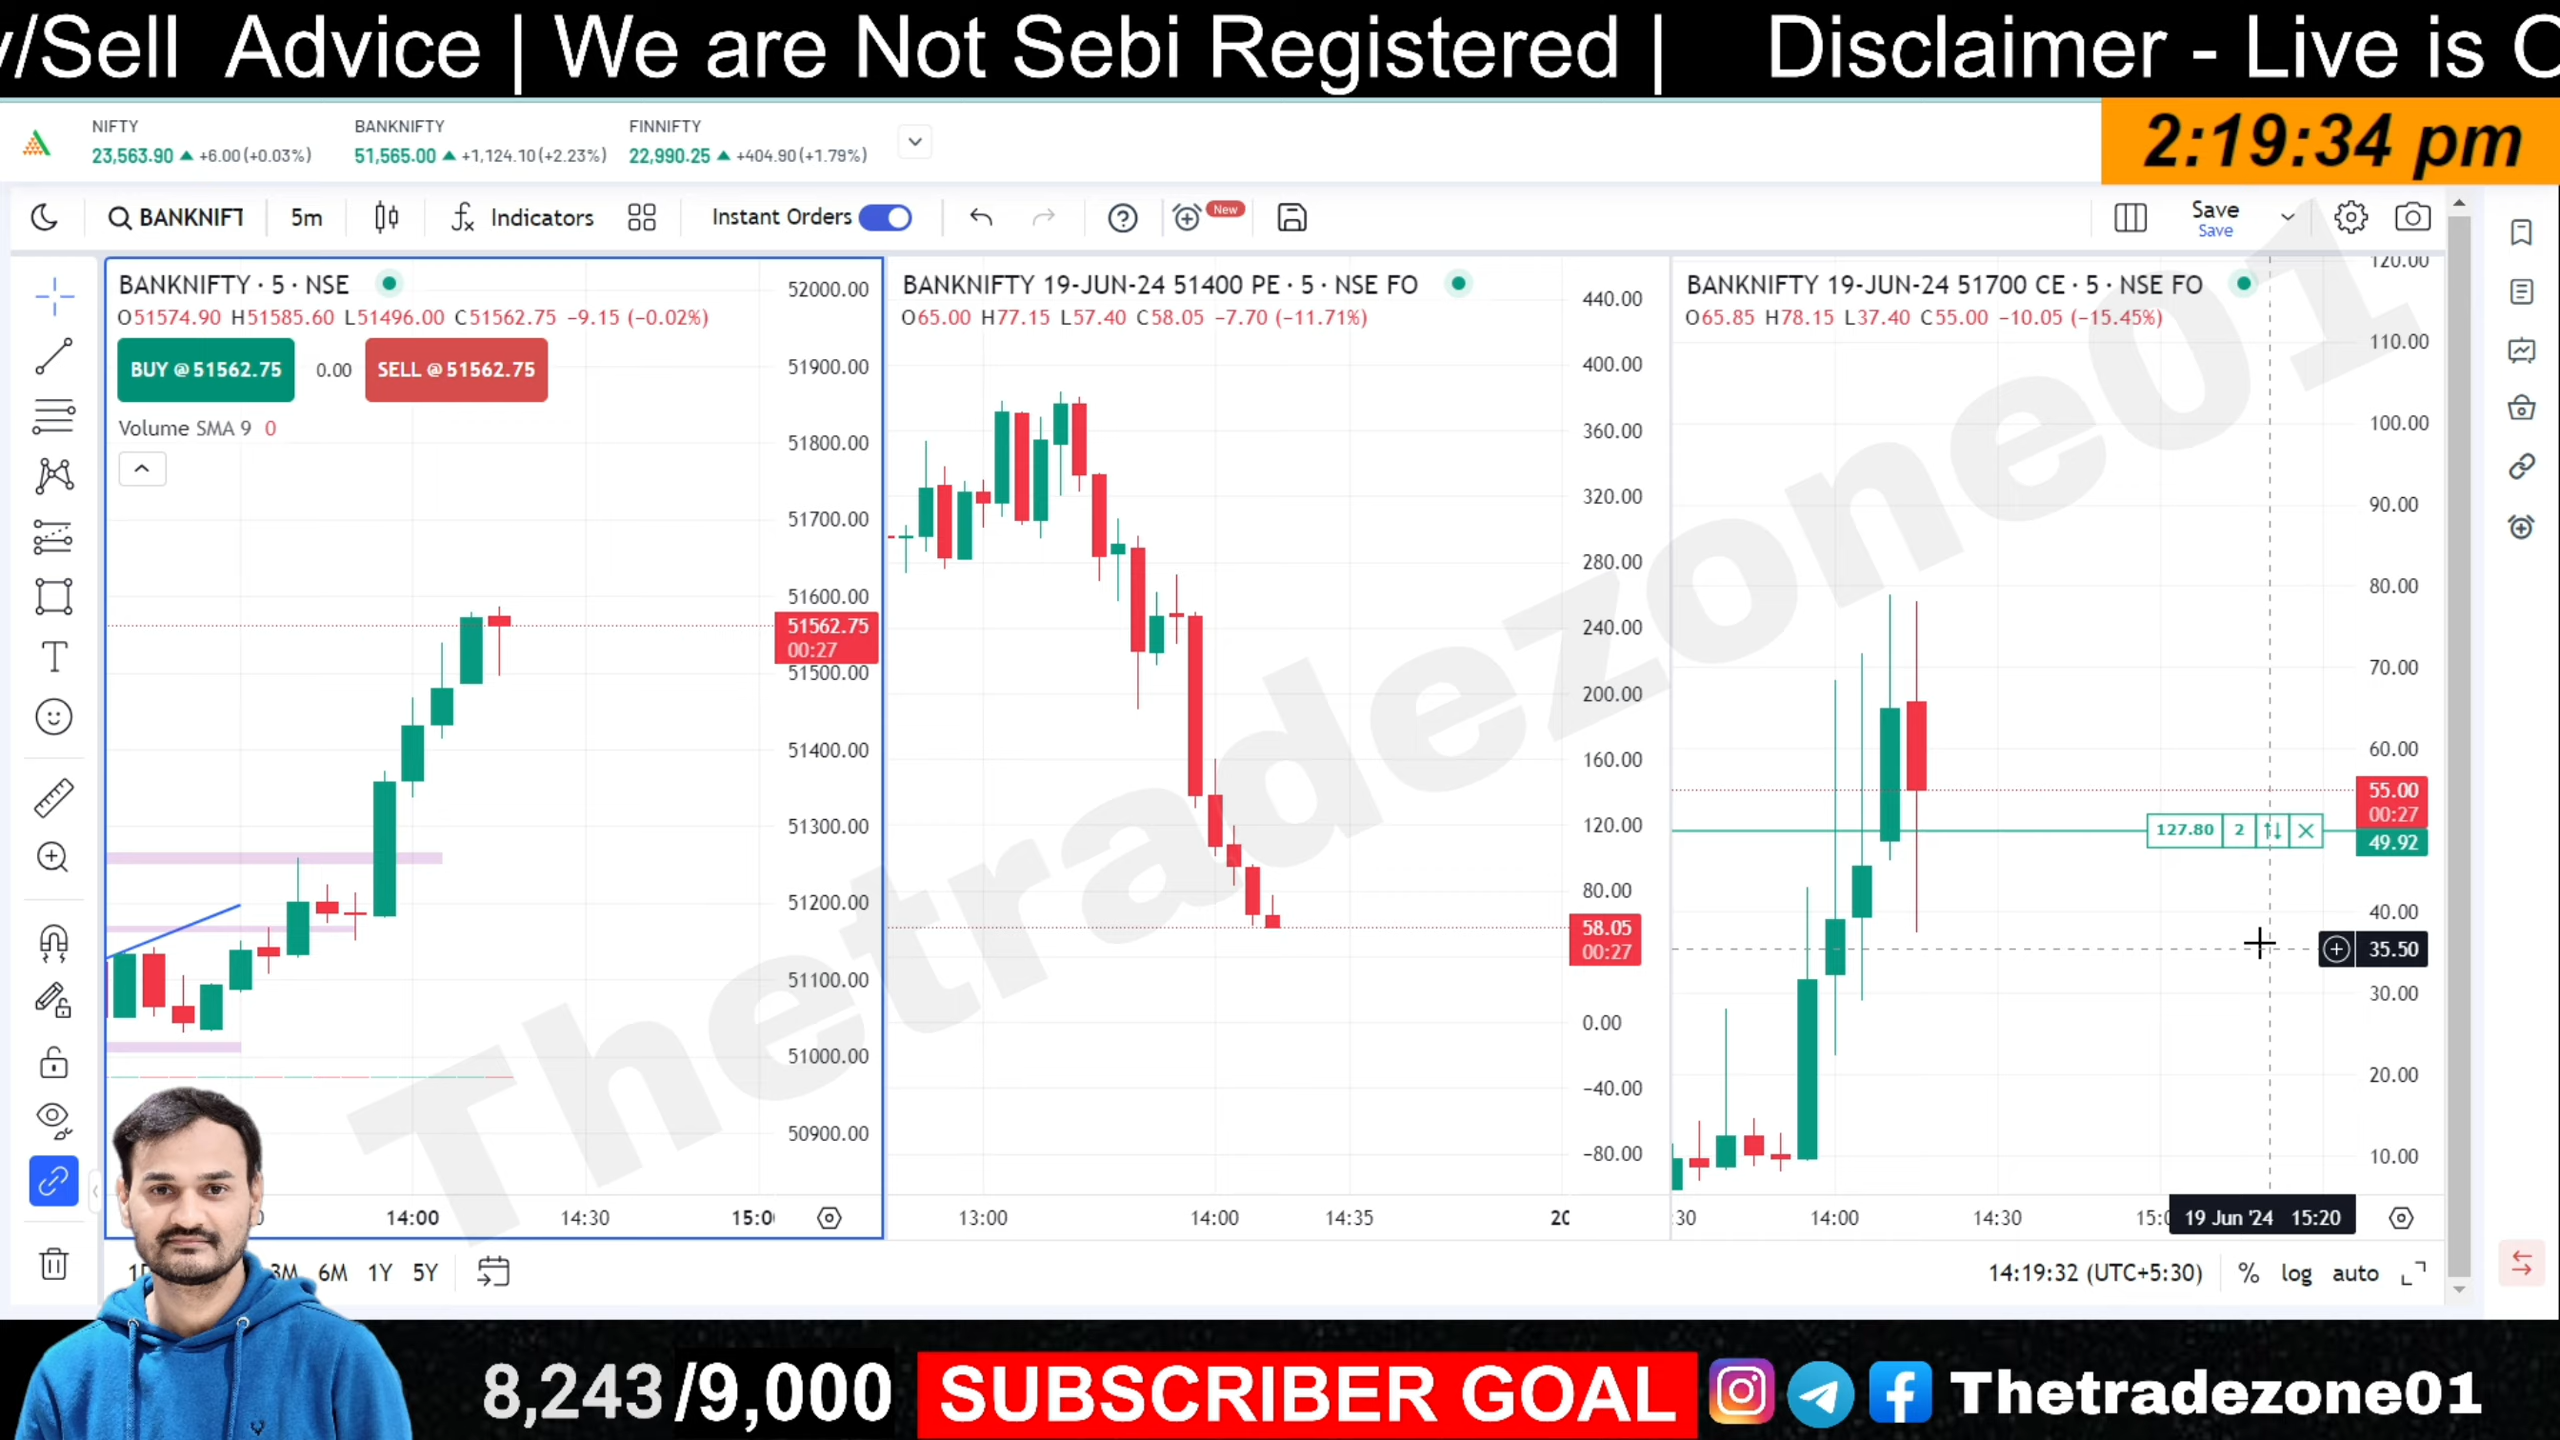 y/Sell Advice | We are Not Sebi Registered | Disclaimer - Live is
NIFTY
23,563.90 +6.00 (+0.03%)
BANKNIFTY
51,565.00 +1,124.10 (+2.23%)
FINNIFTY
22,990.25 +404.90 (+1.79%)
2:19:34 pm
BANKNIFT
5m
Indicators
Instant Orders
New
Save
Save
BANKNIFTY · 5 · NSE
O51574.90 H51585.60 L51496.00 C51562.75 −9.15 (−0.02%)
BUY @ 51562.75
0.00
SELL @ 51562.75
Volume SMA 9 0
52000.00
51900.00
51800.00
51700.00
51600.00
51562.75
00:27
51500.00
51400.00
51300.00
51200.00
51100.00
51000.00
50900.00
14:00
14:30
15:0
BANKNIFTY 19-JUN-24 51400 PE · 5 · NSE FO
O65.00 H77.15 L57.40 C58.05 −7.70 (−11.71%)
440.00
400.00
360.00
320.00
280.00
240.00
200.00
160.00
120.00
80.00
58.05
00:27
0.00
−40.00
−80.00
13:00
14:00
14:35
20
BANKNIFTY 19-JUN-24 51700 CE · 5 · NSE FO
O65.85 H78.15 L37.40 C55.00 −10.05 (−15.45%)
120.00
110.00
100.00
90.00
80.00
70.00
60.00
55.00
00:27
127.80 2
49.92
40.00
35.50
30.00
20.00
10.00
:30
14:00
14:30
15:0
19 Jun '24 15:20
Thetradezone01
3M
6M
1Y
5Y
14:19:32 (UTC+5:30)
%
log
auto
8,243/9,000
SUBSCRIBER GOAL
Thetradezone01